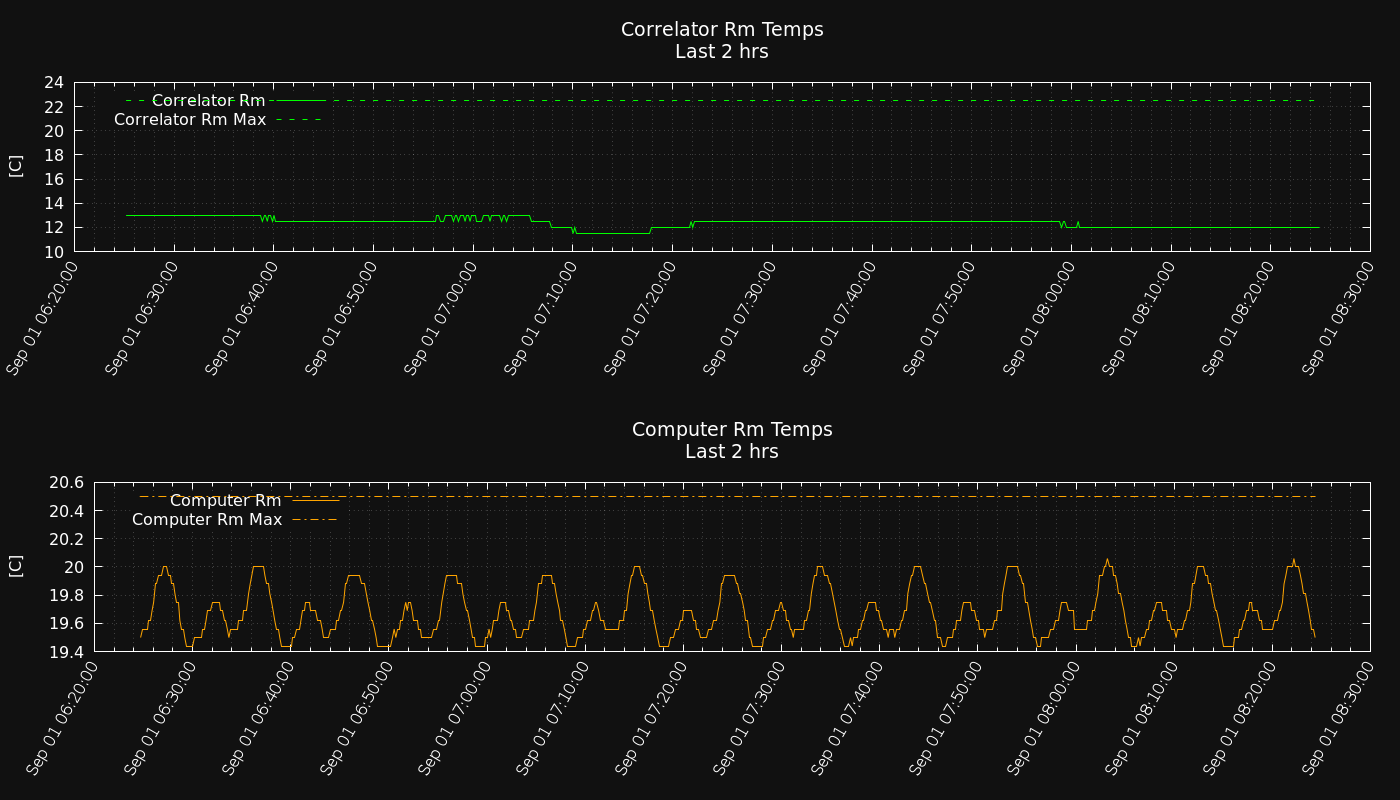 Correlator Rm Temps
Last 2 hrs
24
22
20
18
16
14
12
10
[C]
Correlator Rm
Correlator Rm Max
Sep 01 06:20:00
Sep 01 06:30:00
Sep 01 06:40:00
Sep 01 06:50:00
Sep 01 07:00:00
Sep 01 07:10:00
Sep 01 07:20:00
Sep 01 07:30:00
Sep 01 07:40:00
Sep 01 07:50:00
Sep 01 08:00:00
Sep 01 08:10:00
Sep 01 08:20:00
Sep 01 08:30:00
Computer Rm Temps
Last 2 hrs
20.6
20.4
20.2
20
19.8
19.6
19.4
[C]
Computer Rm
Computer Rm Max
Sep 01 06:20:00
Sep 01 06:30:00
Sep 01 06:40:00
Sep 01 06:50:00
Sep 01 07:00:00
Sep 01 07:10:00
Sep 01 07:20:00
Sep 01 07:30:00
Sep 01 07:40:00
Sep 01 07:50:00
Sep 01 08:00:00
Sep 01 08:10:00
Sep 01 08:20:00
Sep 01 08:30:00